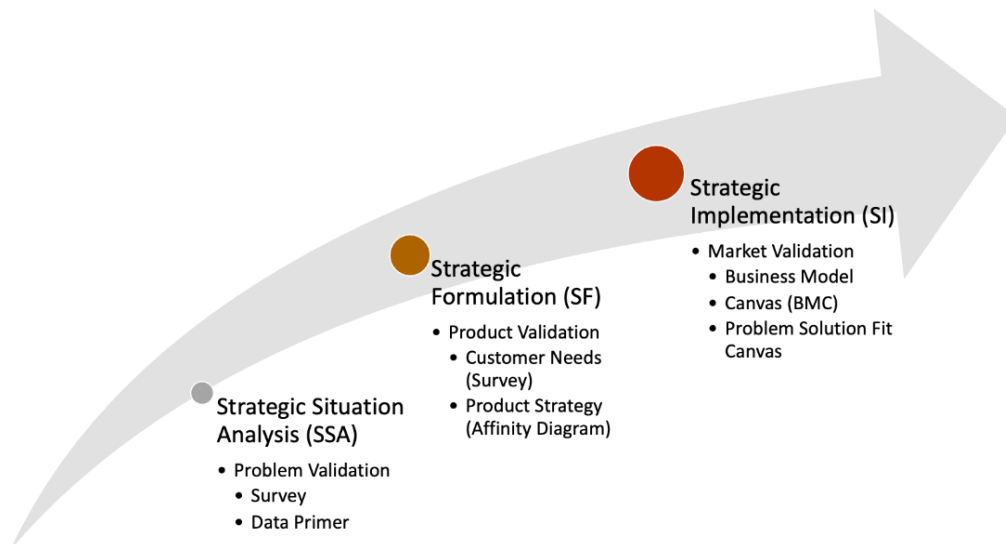 Strategic Situation
Analysis (SSA)
• Problem Validation
• Survey
• Data Primer
Strategic
Formulation (SF)
• Product Validation
• Customer Needs
(Survey)
• Product Strategy
(Affinity Diagram)
Strategic
Implementation (SI)
• Market Validation
• Business Model
• Canvas (BMC)
• Problem Solution Fit
Canvas